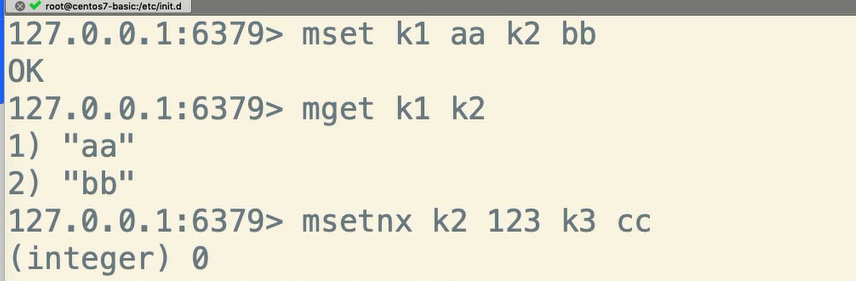 root@centos7-basic:/etc/init.d
127.0.0.1:6379> mset k1 aa k2 bb
OK
127.0.0.1:6379> mget k1 k2
1) "aa"
2) "bb"
127.0.0.1:6379> msetnx k2 123 k3 cc
(integer) 0